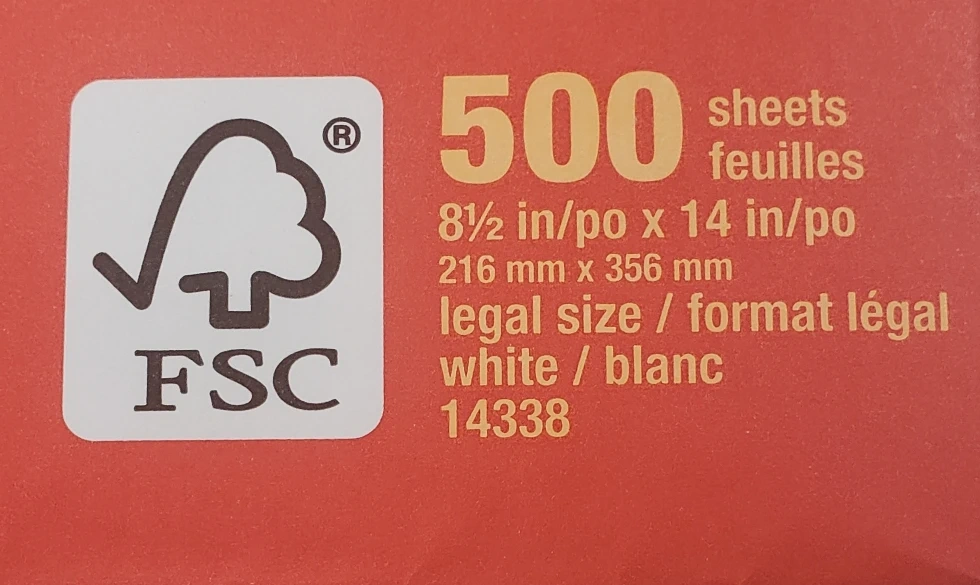 ®
FSC
500 sheets
feuilles
8½ in/po x 14 in/po
216 mm x 356 mm
legal size / format légal
white / blanc
14338